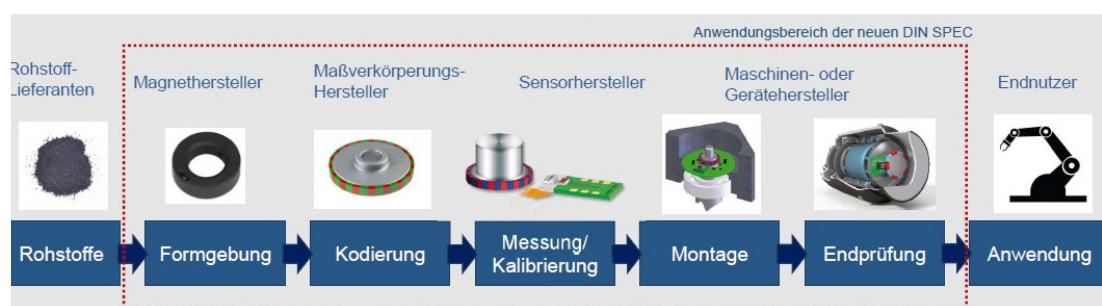 Anwendungsbereich der neuen DIN SPEC
Rohstoff-
Lieferanten
Magnethersteller
Maßverkörperungs-
Hersteller
Sensorhersteller
Maschinen- oder
Gerätehersteller
Endnutzer
Rohstoffe
Formgebung
Kodierung
Messung/
Kalibrierung
Montage
Endprüfung
Anwendung